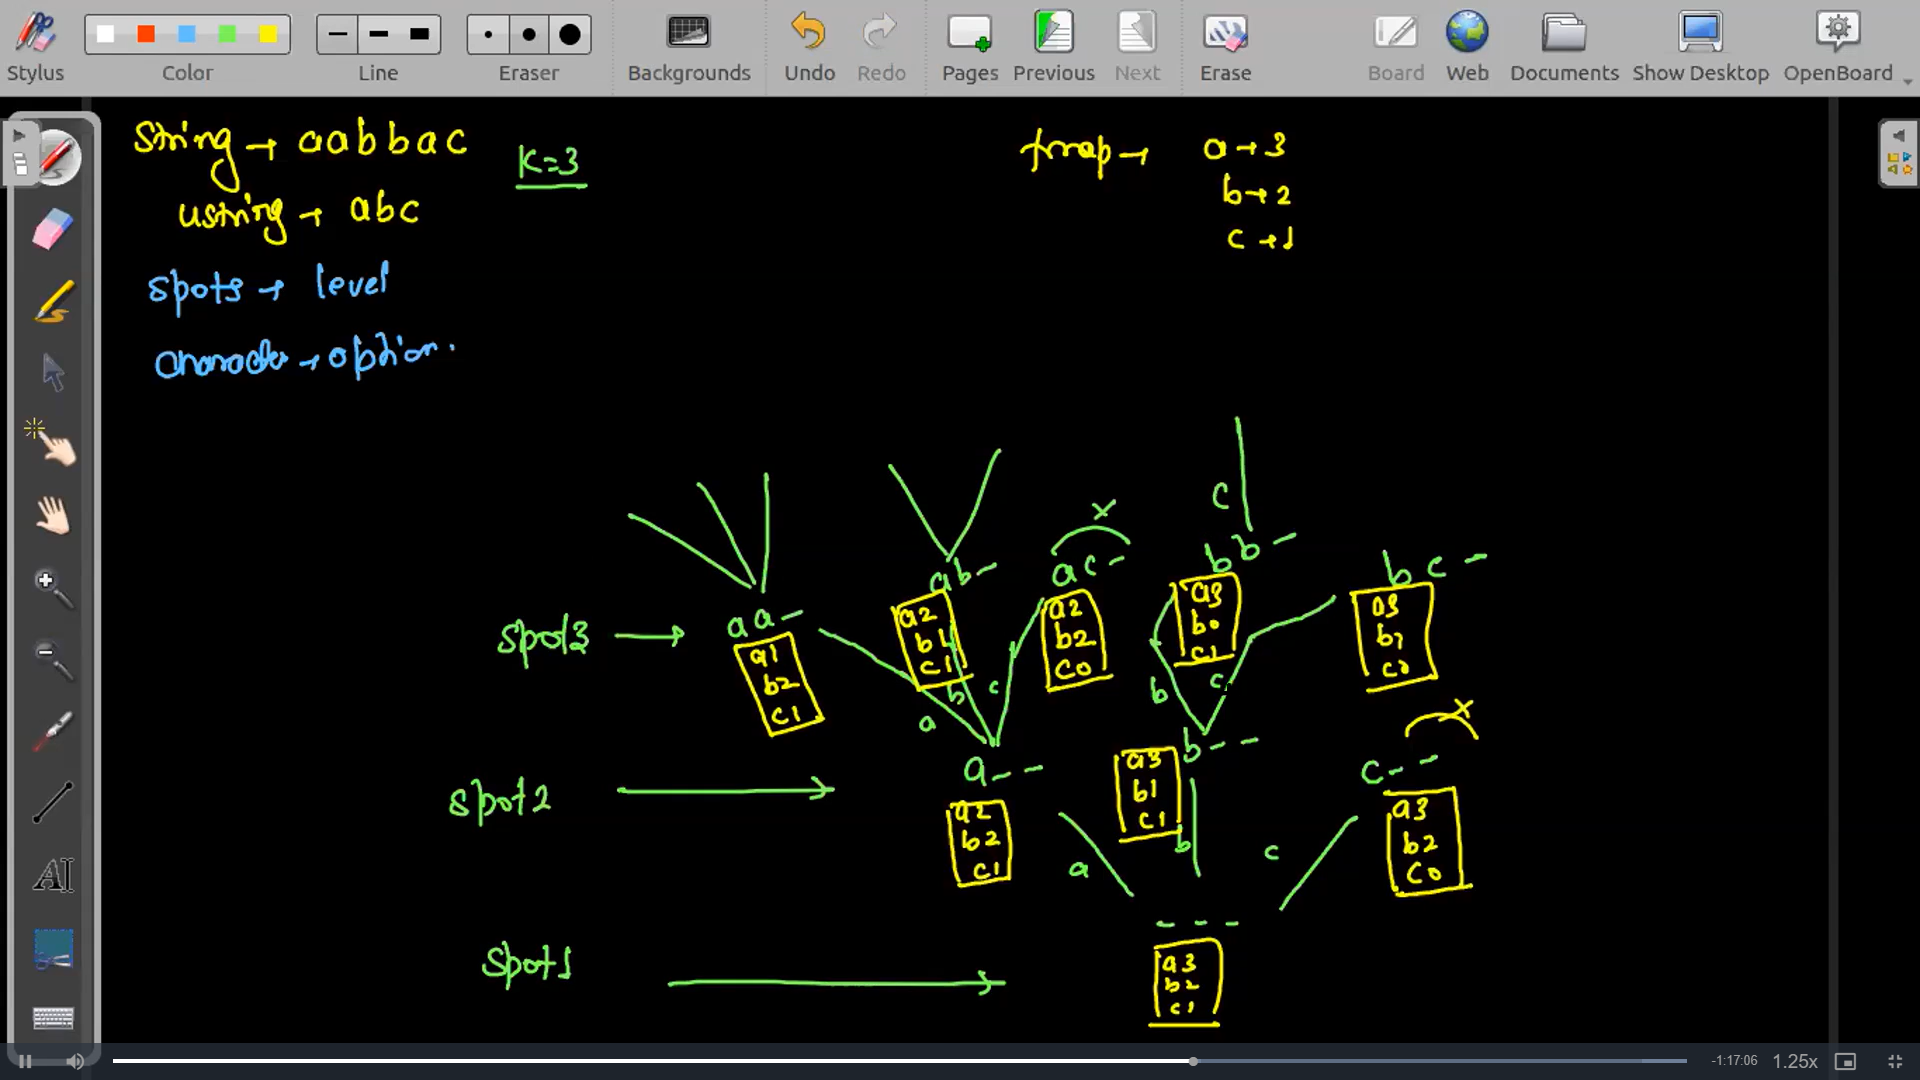 Stylus Color Line Eraser Backgrounds Undo Redo Pages Previous Next Erase Board Web Documents Show Desktop OpenBoard
string → aabbac
K=3
fmap → a → 3
b → 2
c → 1
ustring → abc
spots → level
character → option.
c
x
bb-
ab-
ac-
bc-
spot3 →
aa-
a1
b2
c1
a2
b1
c1
a2
b2
c0
a3
b0
c1
a3
b2
c0
a
b
c
b
c
x
spot2 →
a--
b--
c--
a2
b2
c1
a3
b1
c1
a3
b2
c0
a
b
c
---
spot1 →
a3
b2
c1
-1:17:06 1.25x